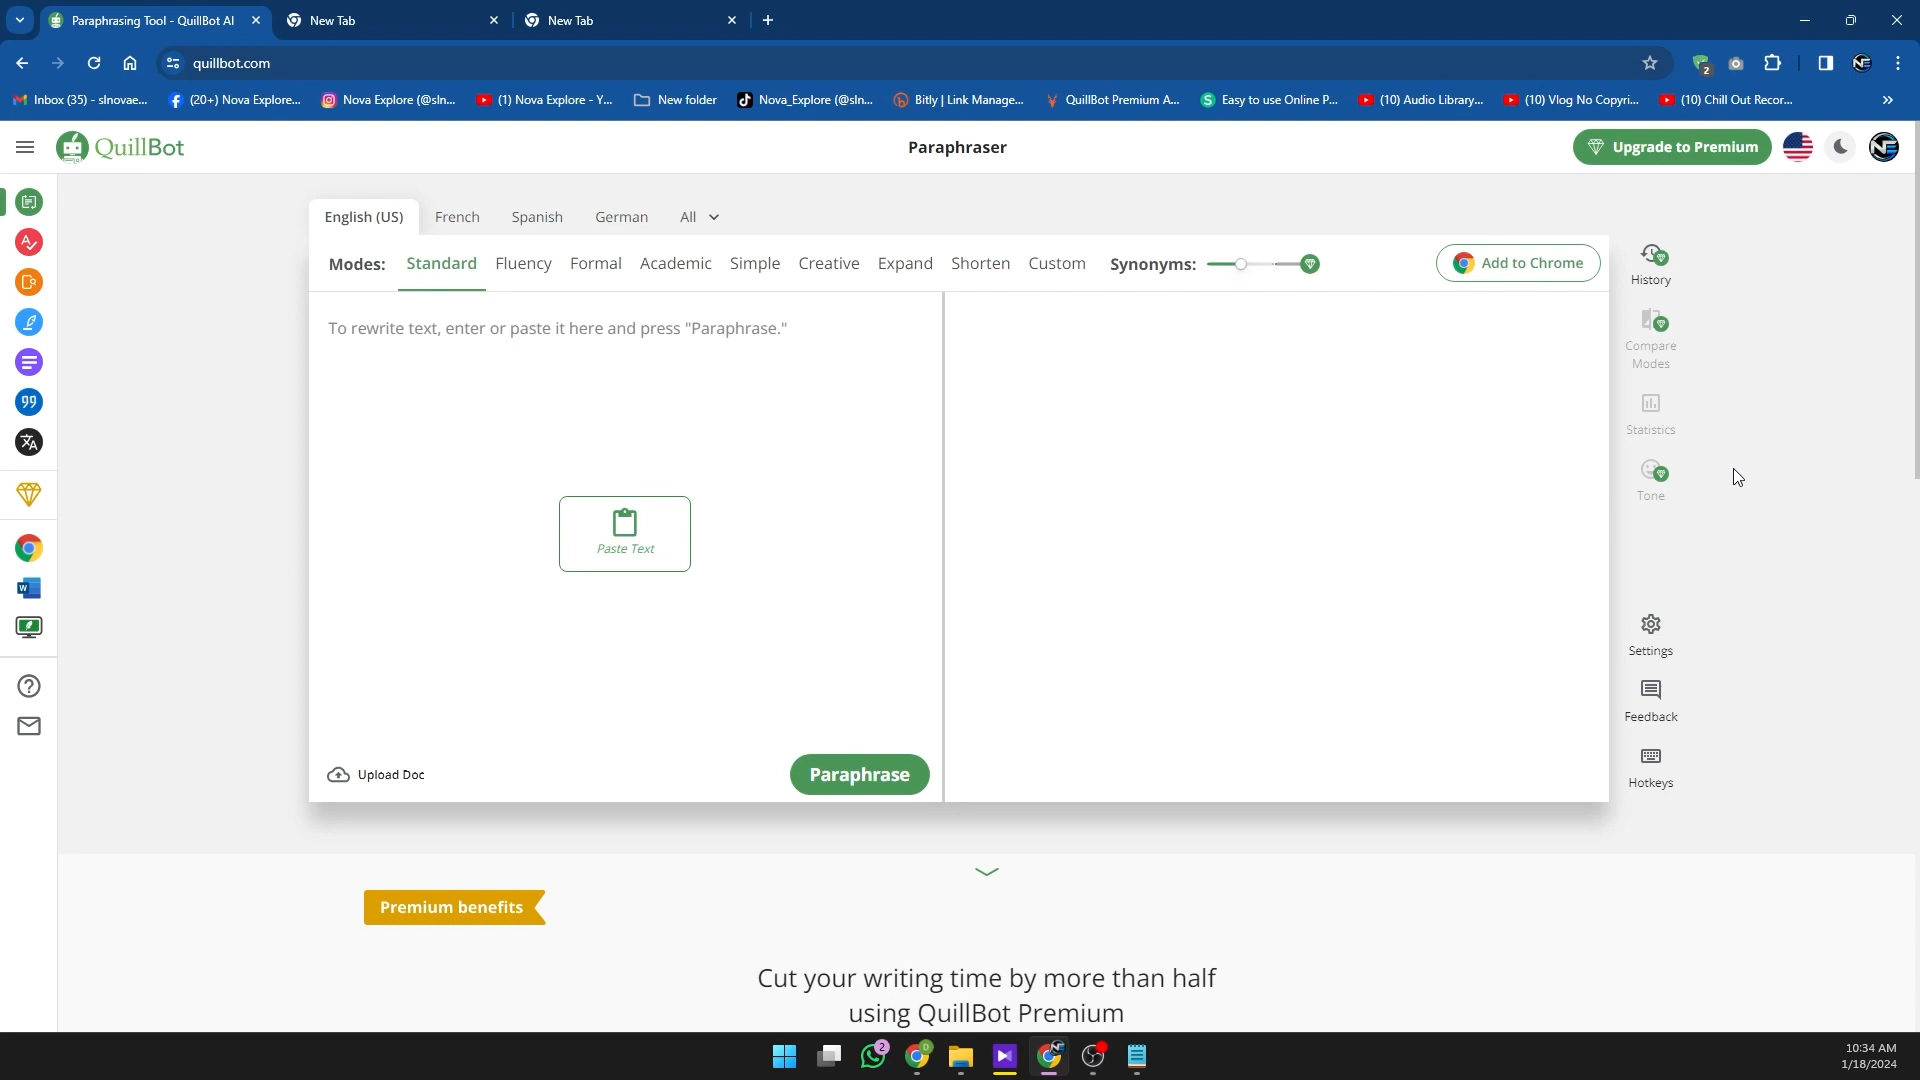 Paraphrasing Tool - QuillBot AI
New Tab
New Tab
quillbot.com
2
Inbox (35) - slnovae...
(20+) Nova Explore...
Nova Explore (@sln...
(1) Nova Explore - Y...
New folder
Nova_Explore (@sln...
Bitly | Link Manage...
QuillBot Premium A...
Easy to use Online P...
(10) Audio Library...
(10) Vlog No Copyri...
(10) Chill Out Recor...
QuillBot
Paraphraser
Upgrade to Premium
English (US)
French
Spanish
German
All
Modes:
Standard
Fluency
Formal
Academic
Simple
Creative
Expand
Shorten
Custom
Synonyms:
Add to Chrome
To rewrite text, enter or paste it here and press "Paraphrase."
Paste Text
Upload Doc
Paraphrase
History
Compare
Modes
Statistics
Tone
Settings
Feedback
Hotkeys
Premium benefits
Cut your writing time by more than half
using QuillBot Premium
2
10:34 AM
1/18/2024